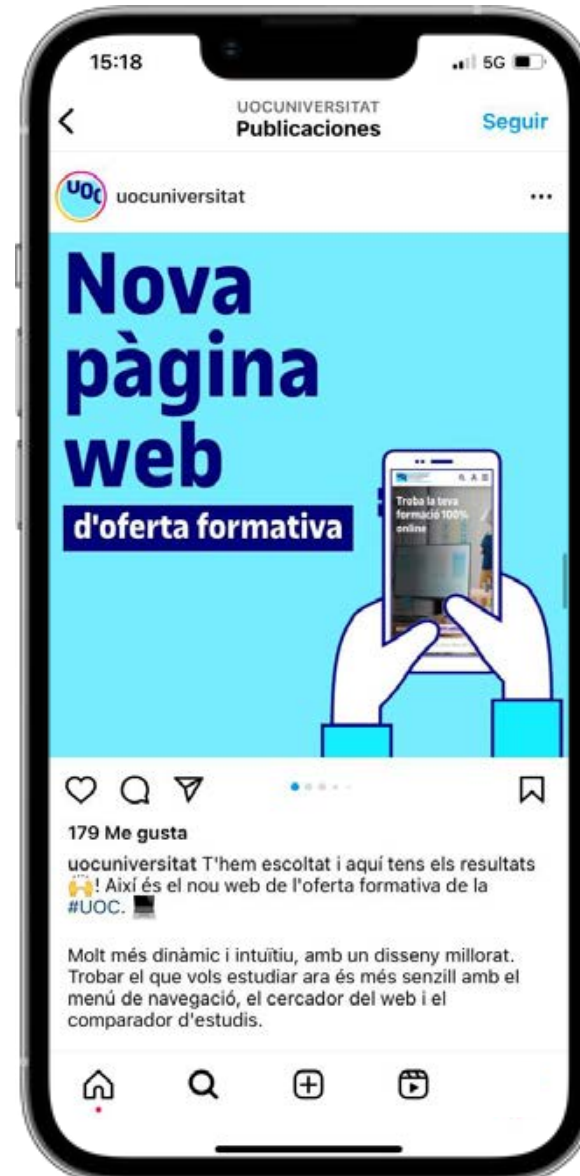 15:18
5G
UOCUNIVERSITAT
Publicaciones
Seguir
UOC
uocuniversitat
Nova
pàgina
web
d'oferta formativa
Troba la teva
formació 100%
online
179 Me gusta
uocuniversitat T'hem escoltat i aquí tens els resultats
🙌! Així és el nou web de l'oferta formativa de la
#UOC. 💻
Molt més dinàmic i intuïtiu, amb un disseny millorat.
Trobar el que vols estudiar ara és més senzill amb el
menú de navegació, el cercador del web i el
comparador d'estudis.